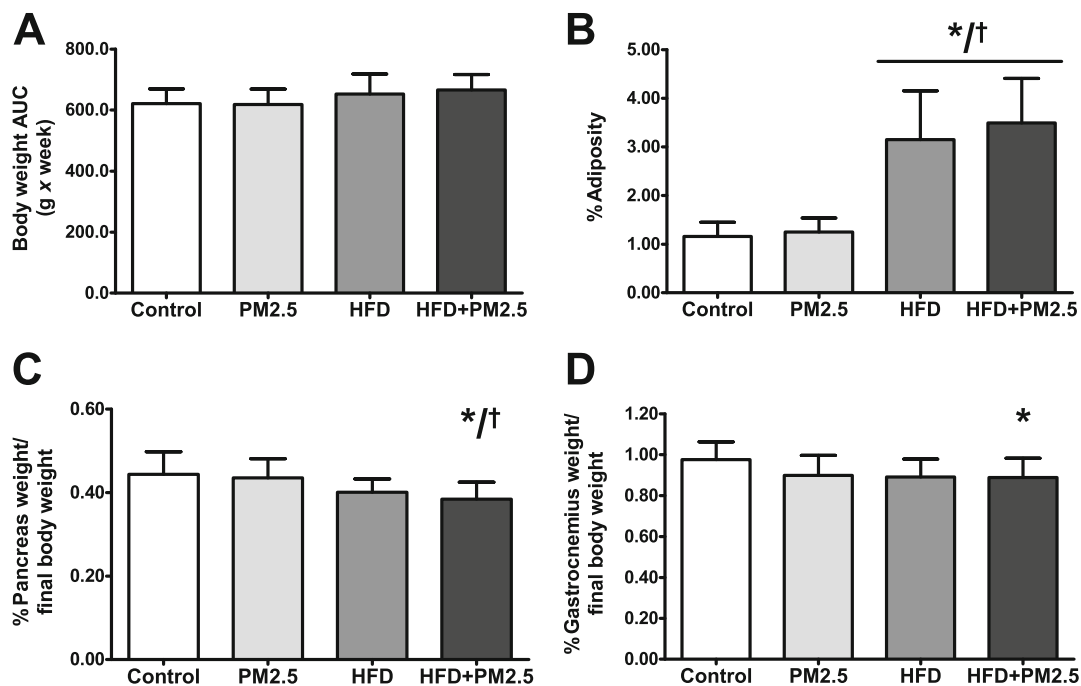 A
Body weight AUC
(g x week)
800.0
600.0
400.0
200.0
0.0
Control PM2.5 HFD HFD+PM2.5
B
*/†
% Adiposity
5.00
4.00
3.00
2.00
1.00
0.00
Control PM2.5 HFD HFD+PM2.5
C
*/†
% Pancreas weight/
final body weight
0.60
0.40
0.20
0.00
Control PM2.5 HFD HFD+PM2.5
D
*
% Gastrocnemius weight/
final body weight
1.20
1.00
0.80
0.60
0.40
0.20
0.00
Control PM2.5 HFD HFD+PM2.5